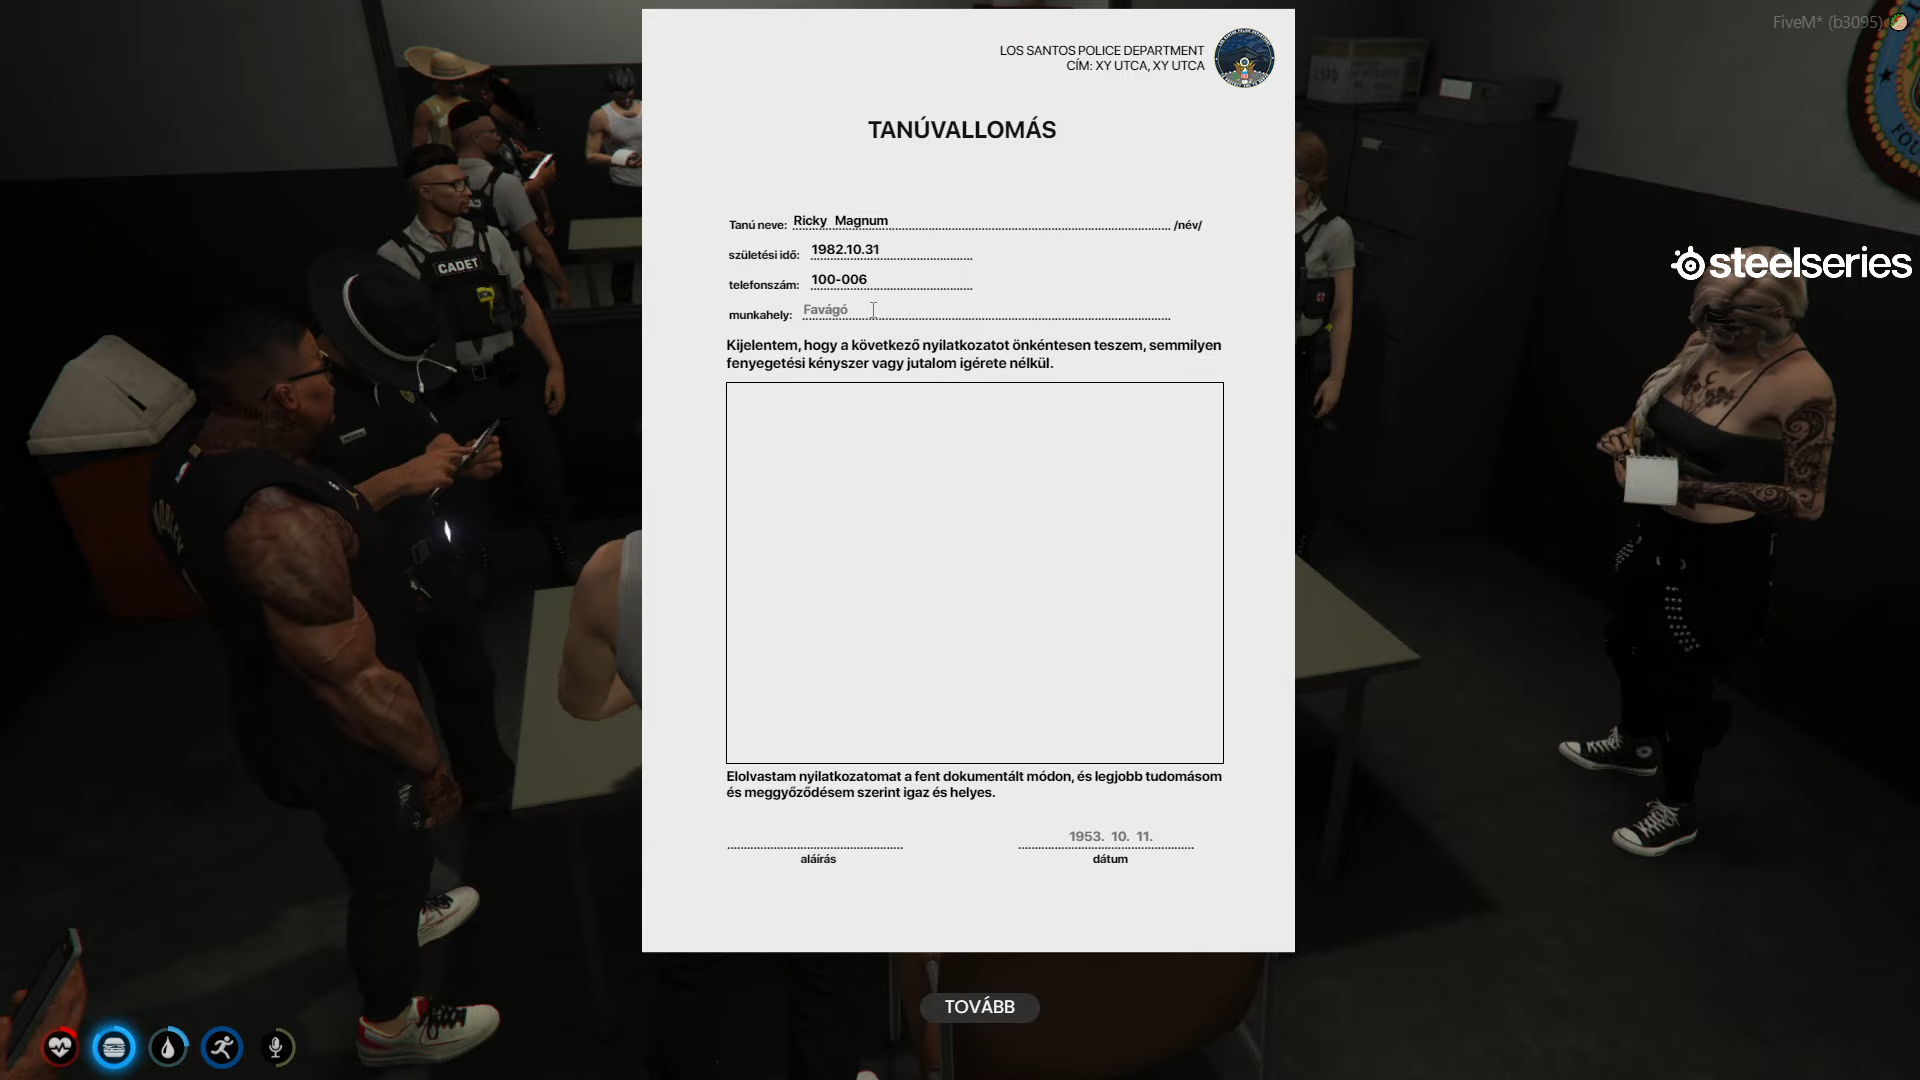 FiveM* (b3095)
LOS SANTOS POLICE DEPARTMENT
CÍM: XY UTCA, XY UTCA
TANÚVALLOMÁS
Tanú neve: Ricky Magnum /név/
születési idő: 1982.10.31
telefonszám: 100-006
munkahely: Favágó
Kijelentem, hogy a következő nyilatkozatot önkéntesen teszem, semmilyen
fenyegetési kényszer vagy jutalom igérete nélkül.
Elolvastam nyilatkozatomat a fent dokumentált módon, és legjobb tudomásom
és meggyőződésem szerint igaz és helyes.
1953. 10. 11.
aláírás
dátum
TOVÁBB
steelseries
CADET